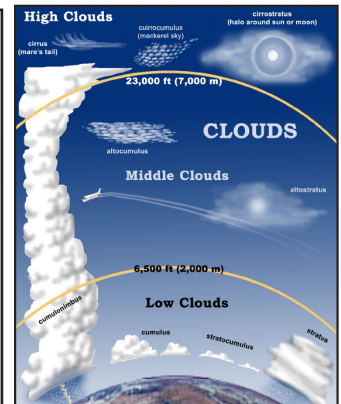 High Clouds
cirrus
(mare's tail)
cuirrocumulus
(mackerel sky)
cirrostratus
(halo around sun or moon)
23,000 ft (7,000 m)
CLOUDS
altocumulus
Middle Clouds
altostratus
6,500 ft (2,000 m)
Low Clouds
cumulonimbus
cumulus
stratocumulus
stratus